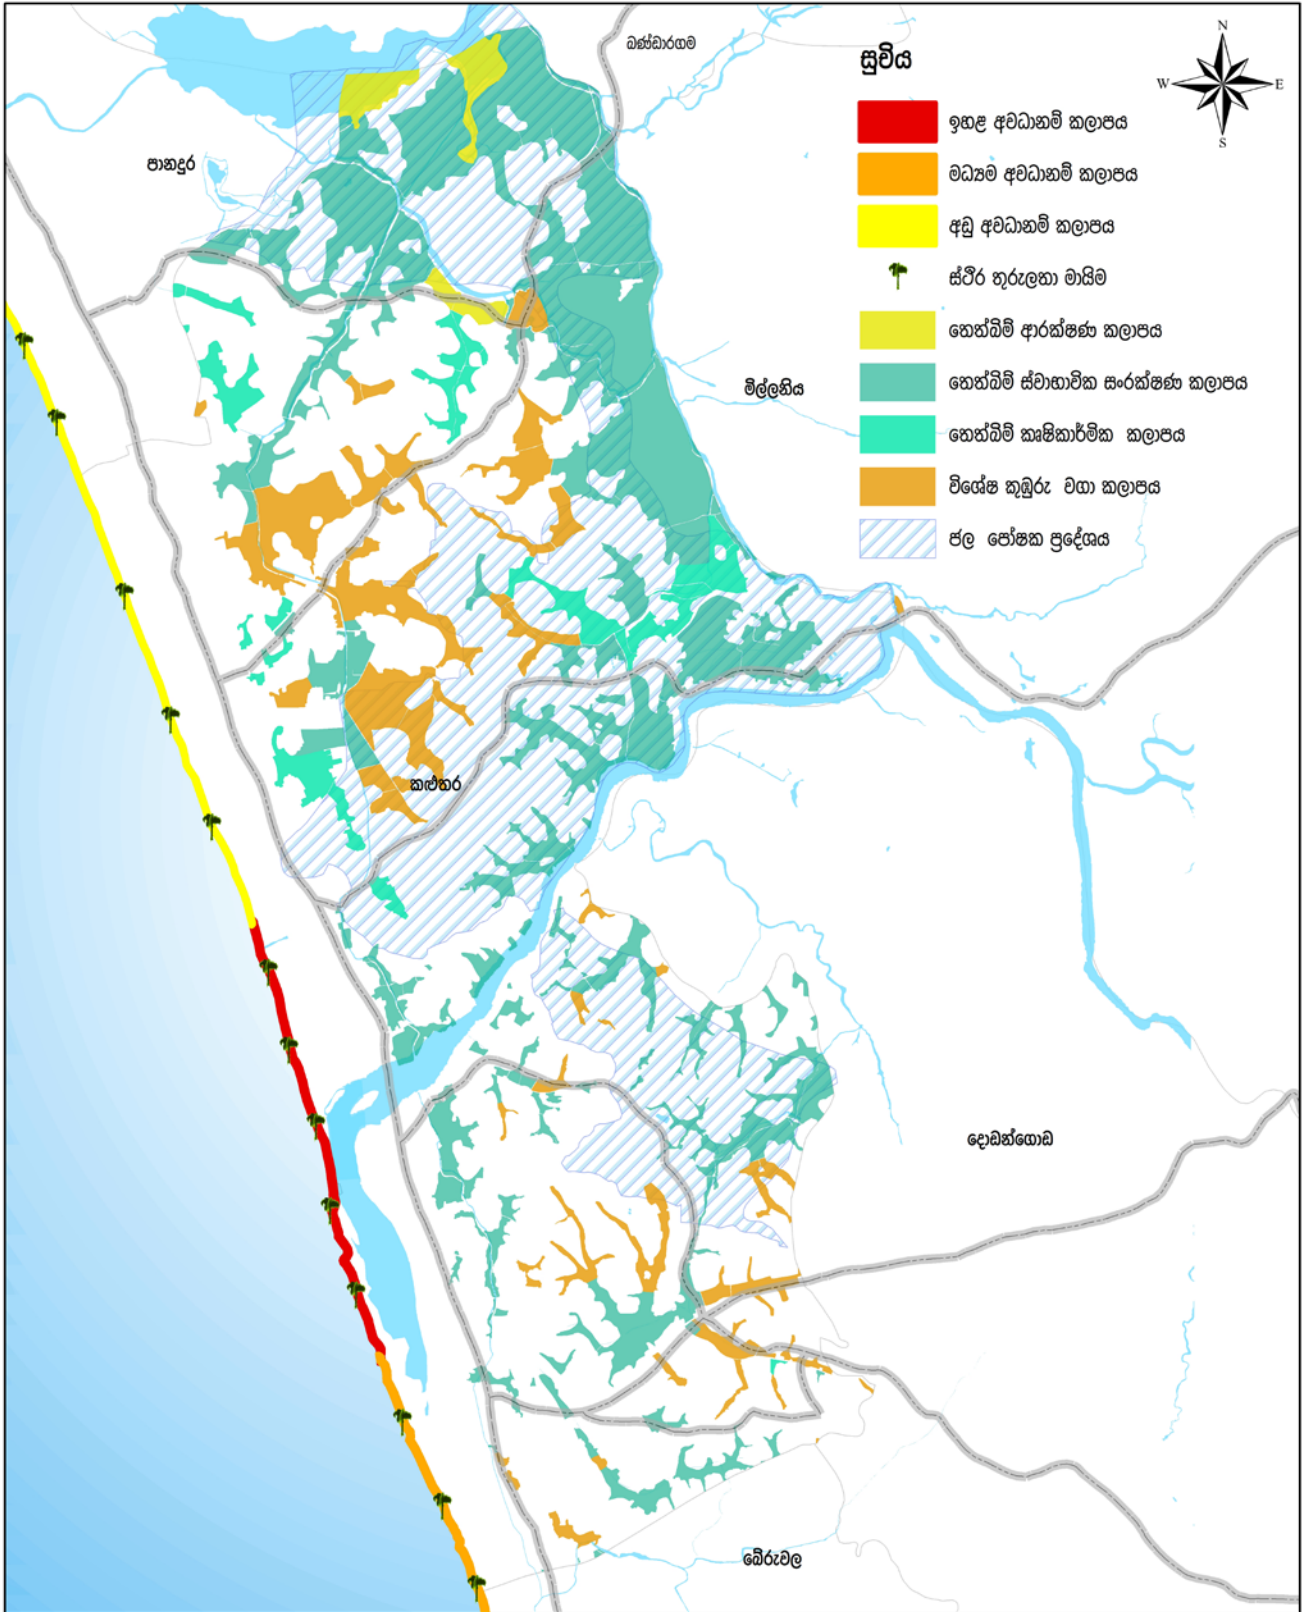 බණ්ඩාරගම
N
W
E
S
සුචිය
ඉහළ අවධානම් කලාපය
මධ්‍යම අවධානම් කලාපය
අඩු අවධානම් කලාපය
ස්ථිර තුරුලතා මායිම
තෙත්බිම් ආරක්ෂණ කලාපය
තෙත්බිම් ස්වාභාවික සංරක්ෂණ කලාපය
තෙත්බිම් කෘෂිකාර්මික කලාපය
විශේෂ කුඹුරු වගා කලාපය
ජල පෝෂක ප්‍රදේශය
පානදුර
මිල්ලනිය
කළුතර
දොඩන්ගොඩ
බේරුවල